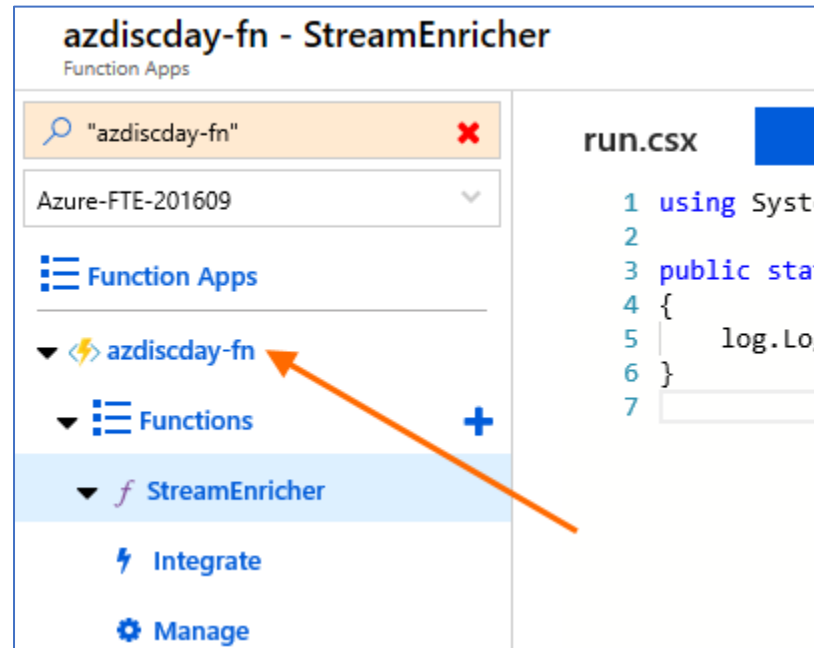 azdiscday-fn - StreamEnricher
Function Apps
"azdiscday-fn"
Azure-FTE-201609
Function Apps
azdiscday-fn
Functions
f StreamEnricher
Integrate
Manage
run.csx
1 using Syst
2
3 public sta
4 {
5 log.Lo
6 }
7